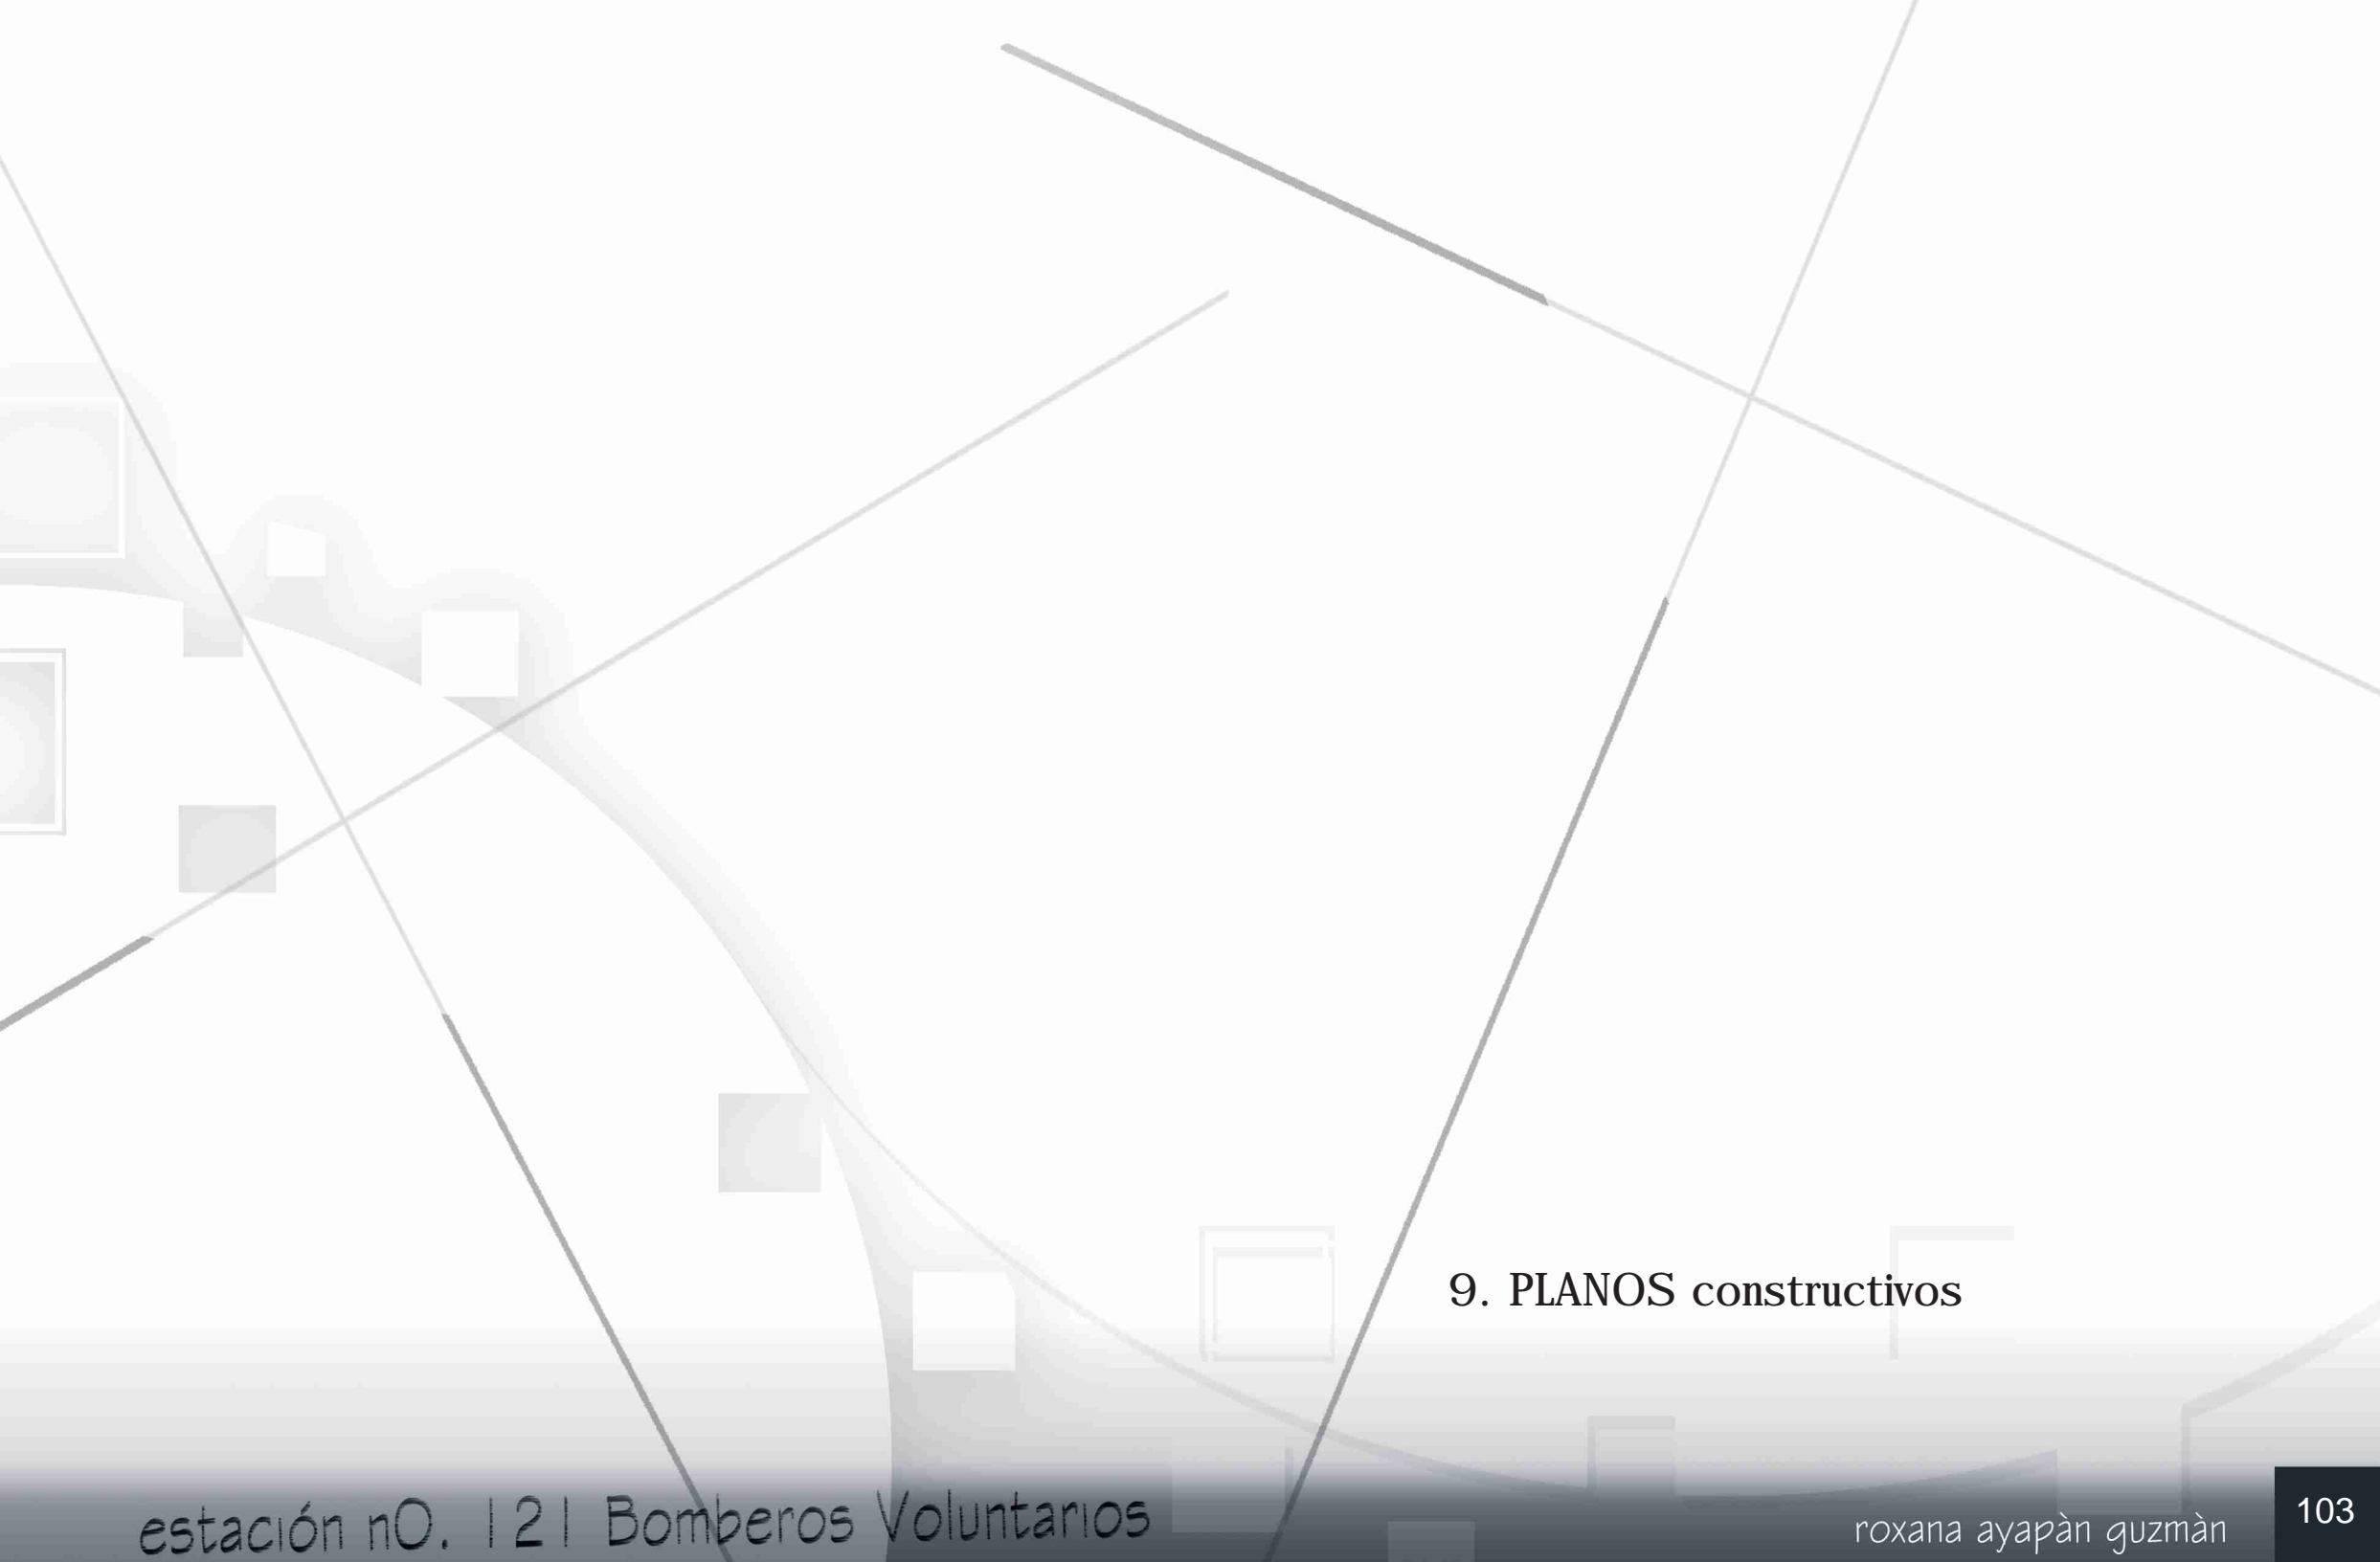 9. PLANOS constructivos
estación nO. 121 Bomberos Voluntarios
roxana ayapàn guzmàn
103